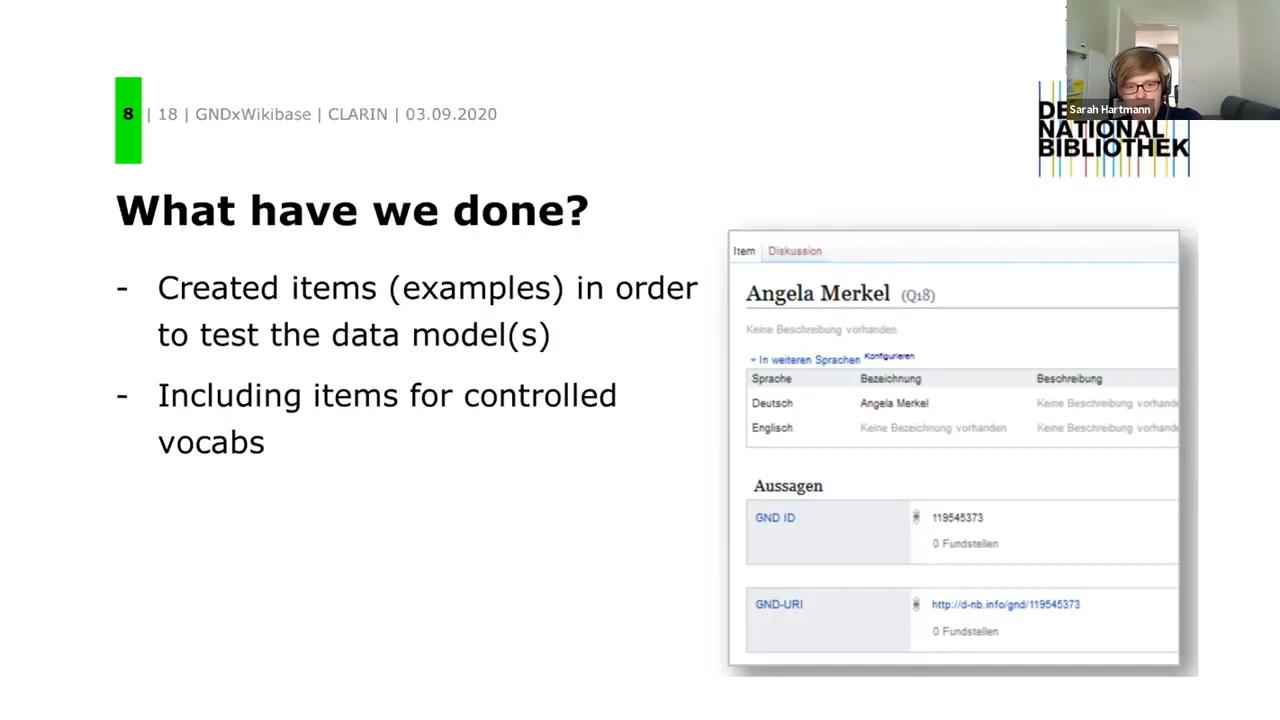 8 | 18 | GNDxWikibase | CLARIN | 03.09.2020
Sarah Hartmann
NATIONAL
BIBLIOTHEK
What have we done?
- Created items (examples) in order
to test the data model(s)
- Including items for controlled
vocabs
Item Diskussion
Angela Merkel (Q18)
Keine Beschreibung vorhanden
In weiteren Sprachen Konfigurieren
Sprache Bezeichnung Beschreibung
Deutsch Angela Merkel Keine Beschreibung vorhande
Englisch Keine Bezeichnung vorhanden Keine Beschreibung vorhande
Aussagen
GND ID 119545373
0 Fundstellen
GND-URI http://d-nb.info/gnd/119545373
0 Fundstellen